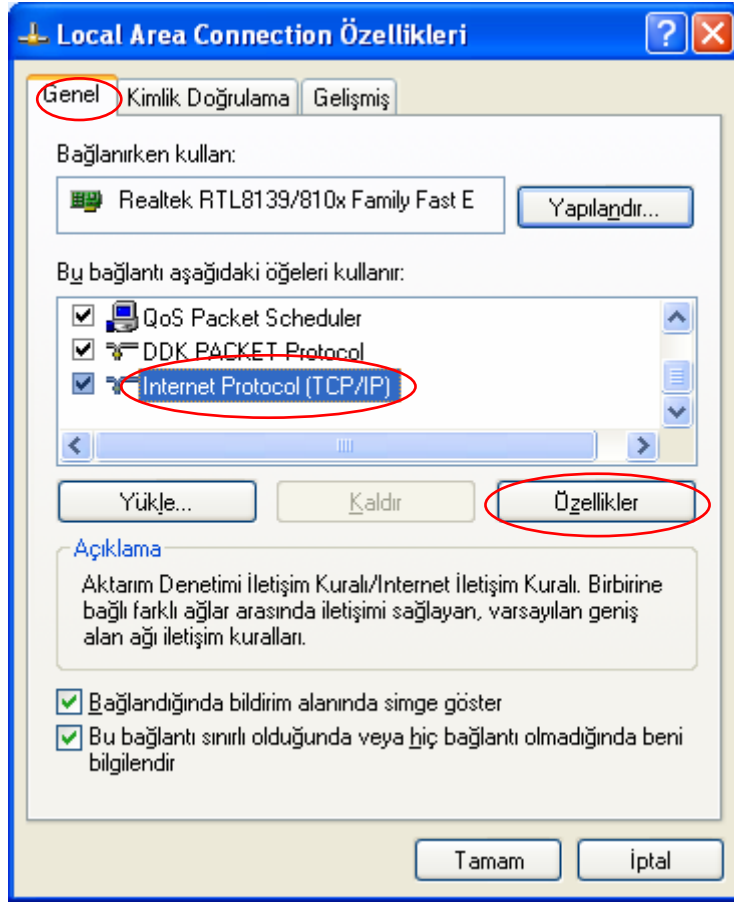 Local Area Connection Özellikleri
Genel Kimlik Doğrulama Gelişmiş
Bağlanırken kullan:
Realtek RTL8139/810x Family Fast E
Yapılandır...
Bu bağlantı aşağıdaki öğeleri kullanır:
QoS Packet Scheduler
DDK PACKET Protocol
Internet Protocol (TCP/IP)
Yükle... Kaldır Özellikler
Açıklama
Aktarım Denetimi İletişim Kuralı/Internet İletişim Kuralı. Birbirine
bağlı farklı ağlar arasında iletişimi sağlayan, varsayılan geniş
alan ağı iletişim kuralları.
Bağlandığında bildirim alanında simge göster
Bu bağlantı sınırlı olduğunda veya hiç bağlantı olmadığında beni
bilgilendir
Tamam İptal